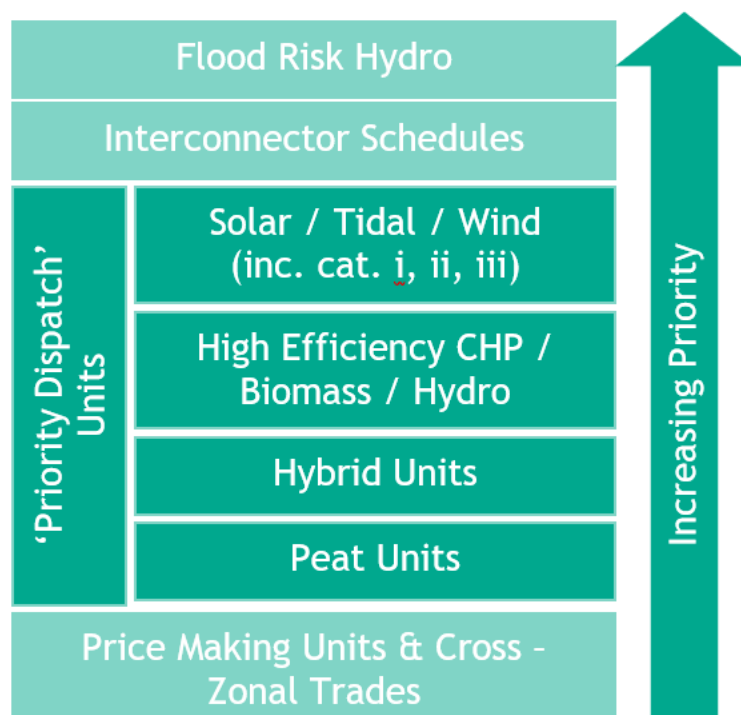 Flood Risk Hydro
Interconnector Schedules
‘Priority Dispatch’
Units
Solar / Tidal / Wind
(inc. cat. i, ii, iii)
High Efficiency CHP /
Biomass / Hydro
Hybrid Units
Peat Units
Price Making Units & Cross –
Zonal Trades
Increasing Priority